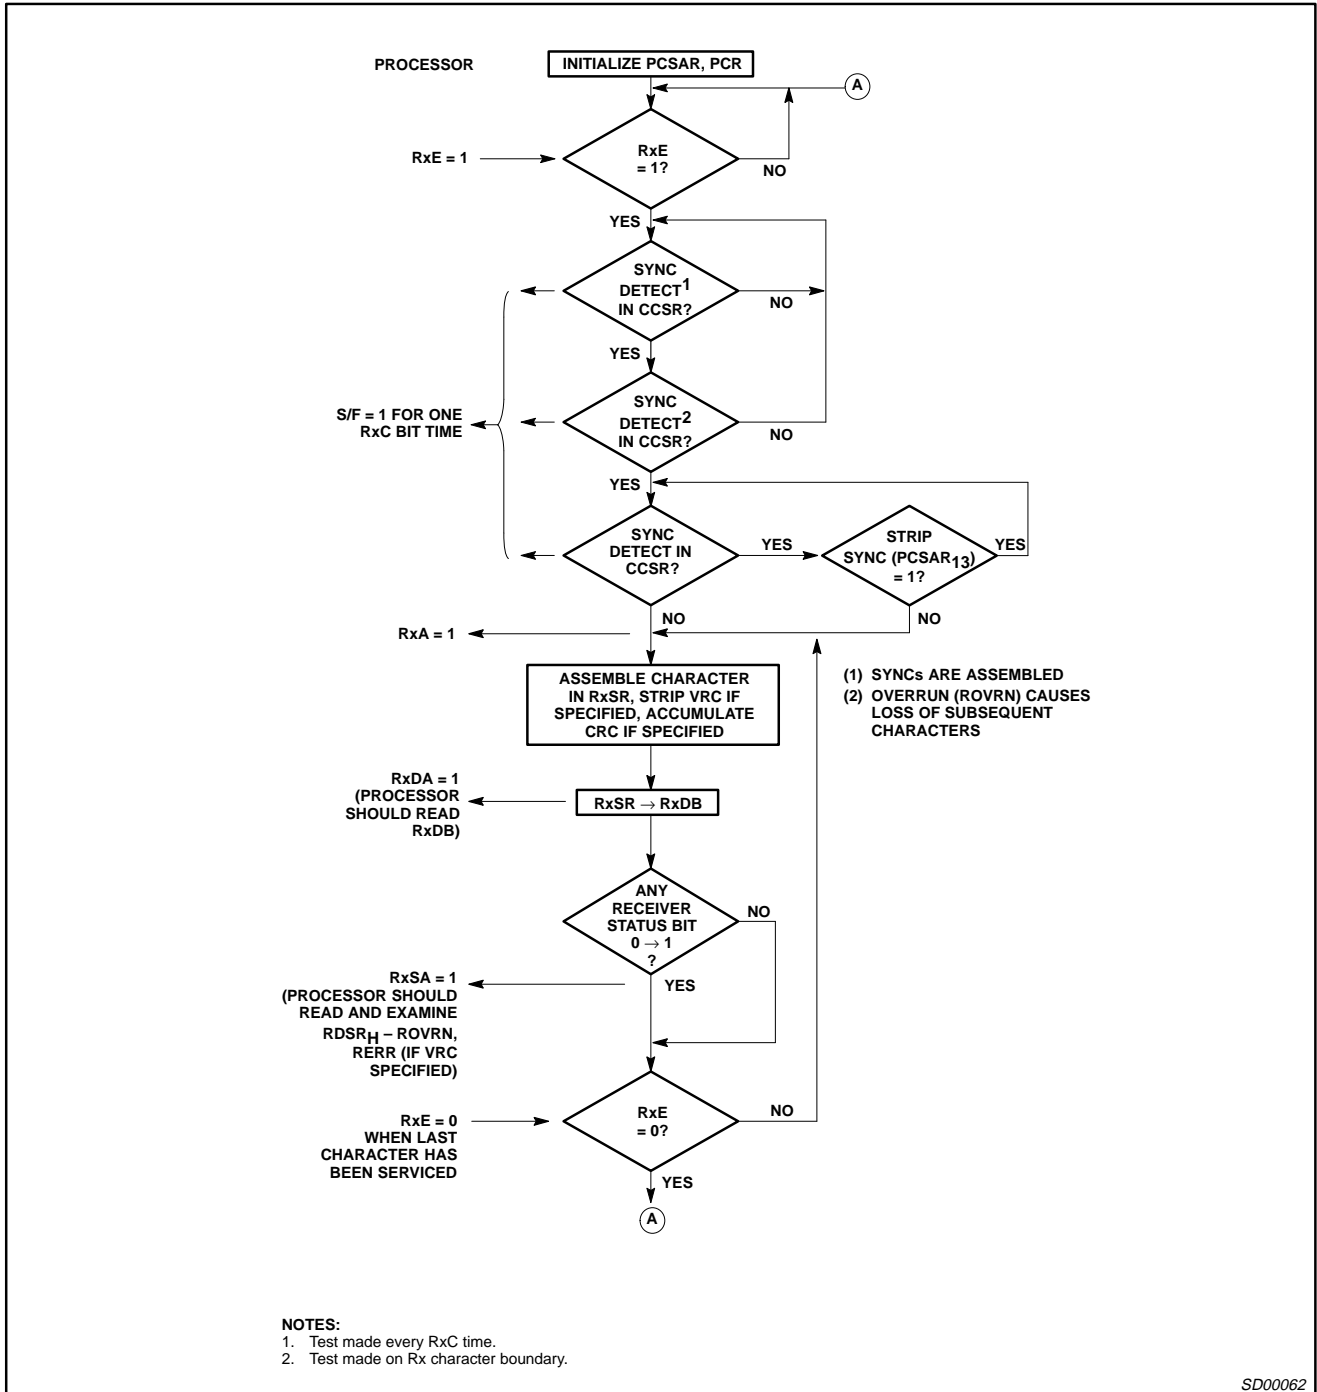 PROCESSOR
INITIALIZE PCSAR, PCR
A
RxE
= 1?
RxE = 1
NO
YES
SYNC
DETECT1
IN CCSR?
NO
YES
SYNC
DETECT2
IN CCSR?
NO
S/F = 1 FOR ONE
RxC BIT TIME
YES
SYNC
DETECT IN
CCSR?
YES
STRIP
SYNC (PCSAR13)
= 1?
YES
NO
NO
RxA = 1
ASSEMBLE CHARACTER
IN RxSR, STRIP VRC IF
SPECIFIED, ACCUMULATE
CRC IF SPECIFIED
(1) SYNCs ARE ASSEMBLED
(2) OVERRUN (ROVRN) CAUSES
LOSS OF SUBSEQUENT
CHARACTERS
RxDA = 1
(PROCESSOR
SHOULD READ
RxDB)
RxSR → RxDB
ANY
RECEIVER
STATUS BIT
0 → 1
?
NO
YES
RxSA = 1
(PROCESSOR SHOULD
READ AND EXAMINE
RDSRH – ROVRN,
RERR (IF VRC
SPECIFIED)
RxE
= 0?
NO
RxE = 0
WHEN LAST
CHARACTER HAS
BEEN SERVICED
YES
A
NOTES:
1. Test made every RxC time.
2. Test made on Rx character boundary.
SD00062